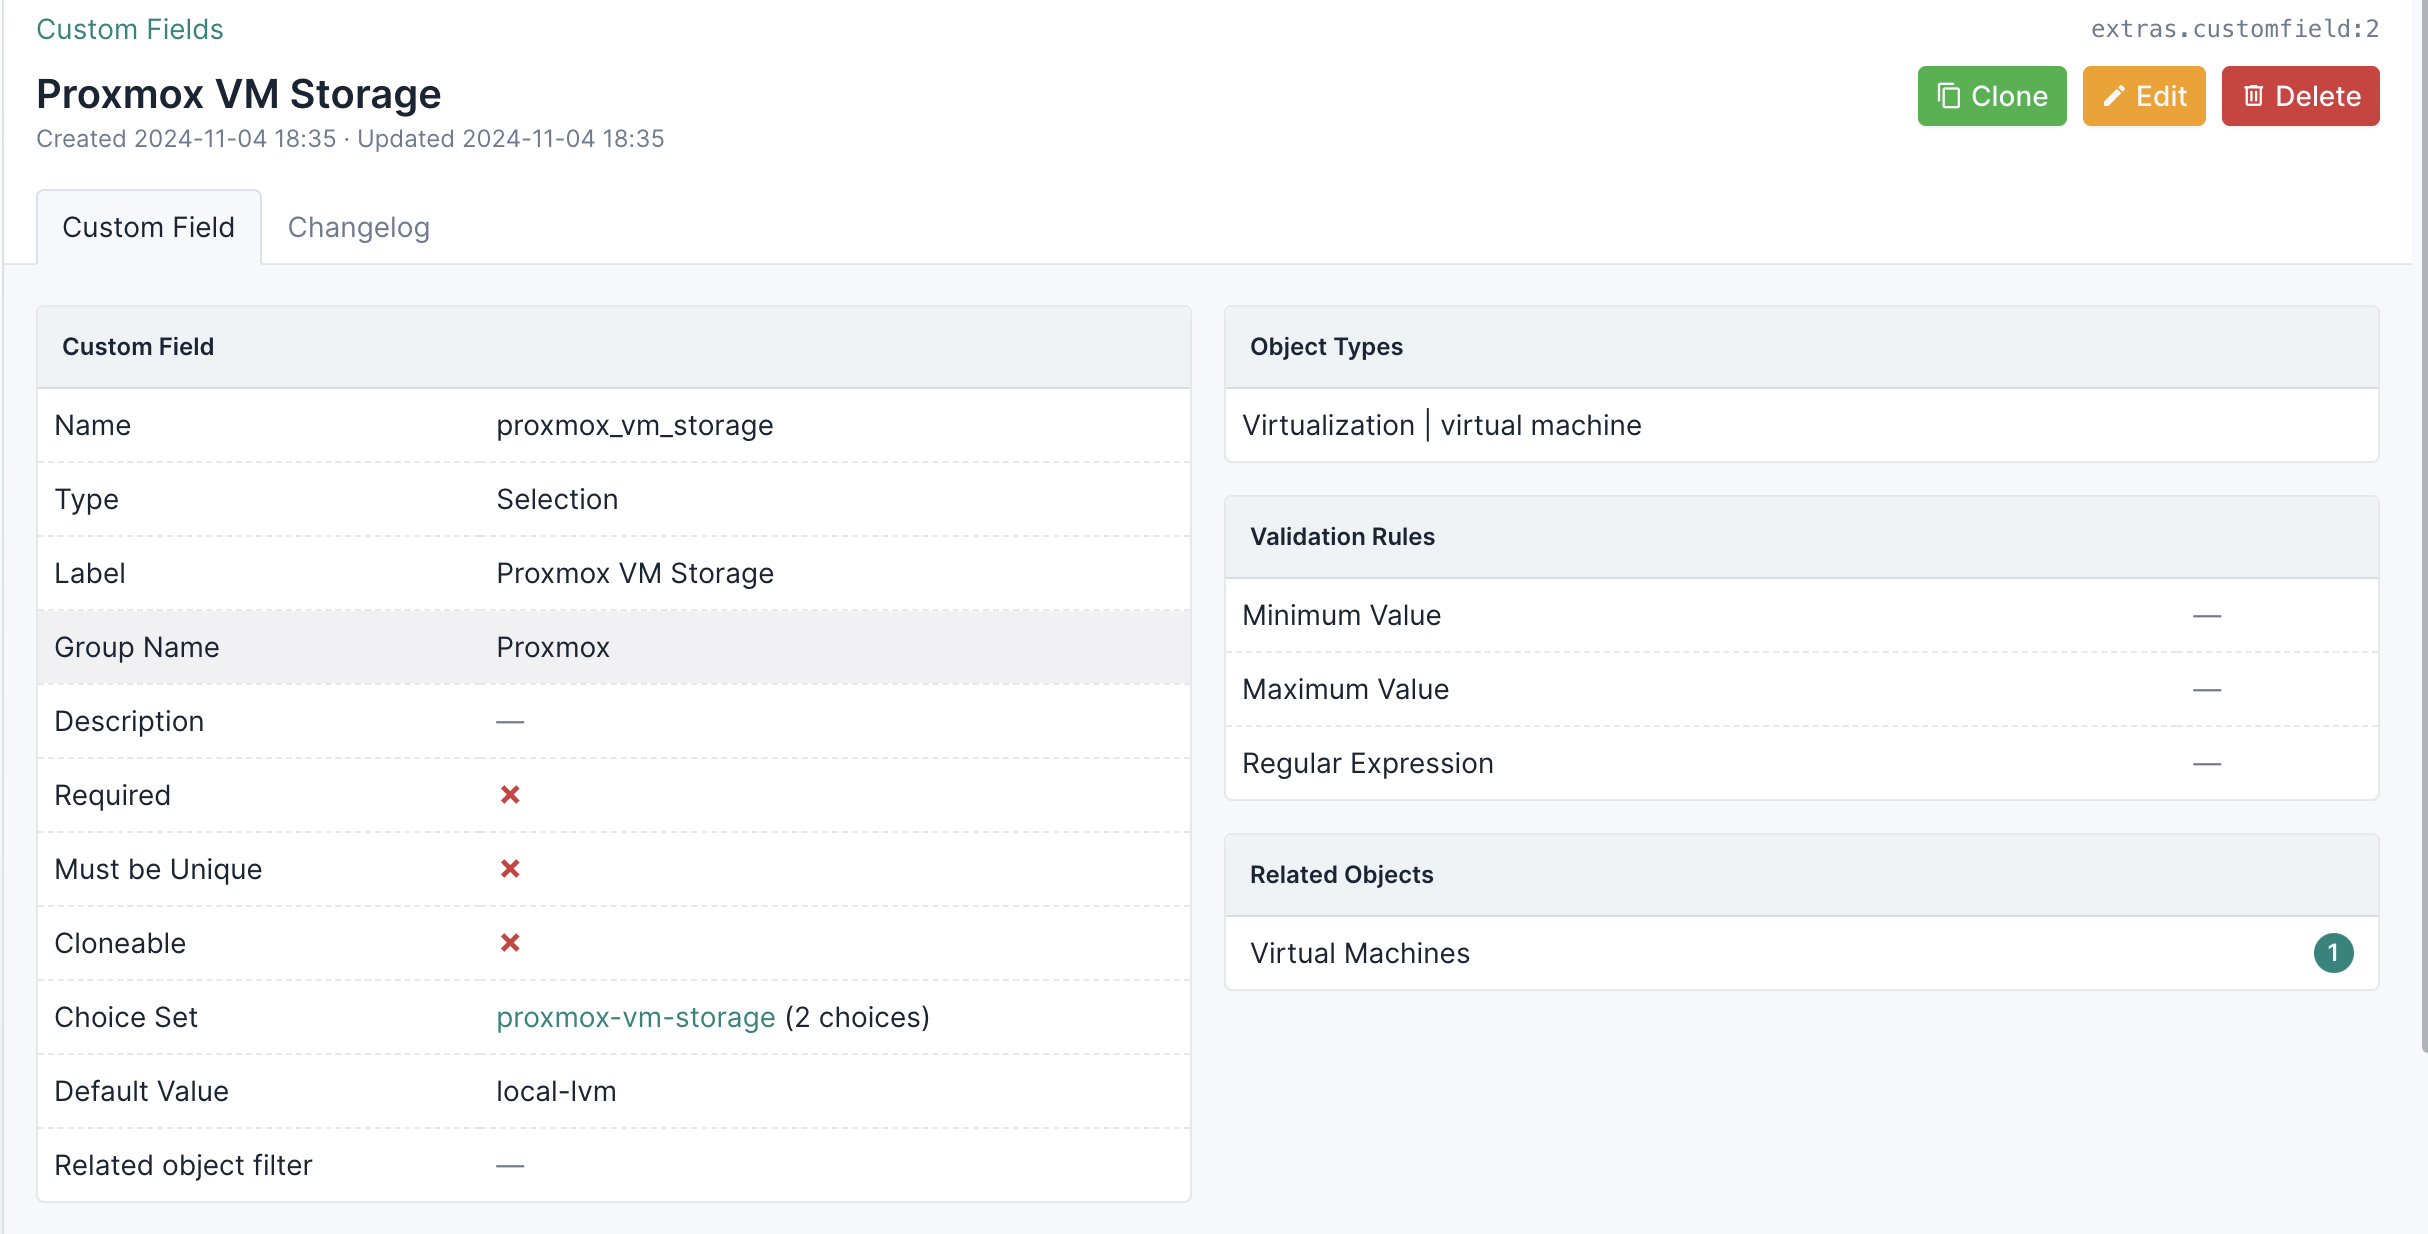 Custom Fields
extras.customfield:2
Proxmox VM Storage
Clone
Edit
Delete
Created 2024-11-04 18:35 · Updated 2024-11-04 18:35
Custom Field
Changelog
Custom Field
Name proxmox_vm_storage
Type Selection
Label Proxmox VM Storage
Group Name Proxmox
Description —
Required
Must be Unique
Cloneable
Choice Set proxmox-vm-storage (2 choices)
Default Value local-lvm
Related object filter —
Object Types
Virtualization | virtual machine
Validation Rules
Minimum Value —
Maximum Value —
Regular Expression —
Related Objects
Virtual Machines 1